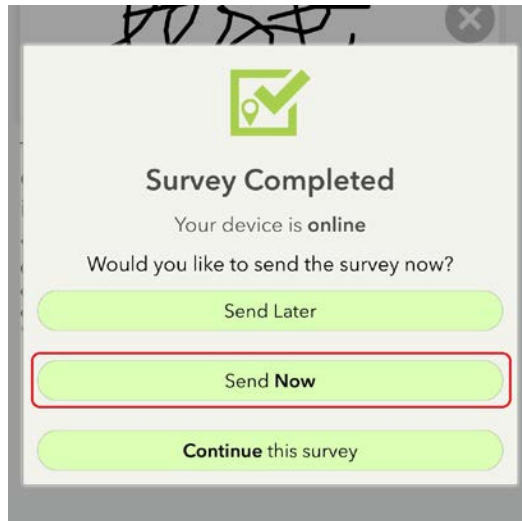 Survey Completed
Your device is online
Would you like to send the survey now?
Send Later
Send Now
Continue this survey